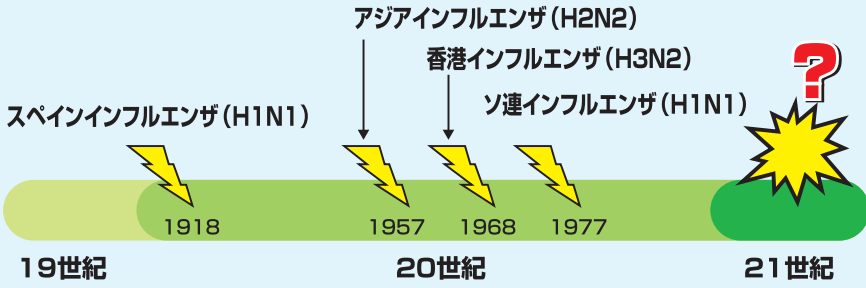 アジアインフルエンザ（H2N2）
香港インフルエンザ（H3N2）
ソ連インフルエンザ（H1N1）
スペインインフルエンザ（H1N1）
?
1918
1957
1968
1977
19世紀
20世紀
21世紀